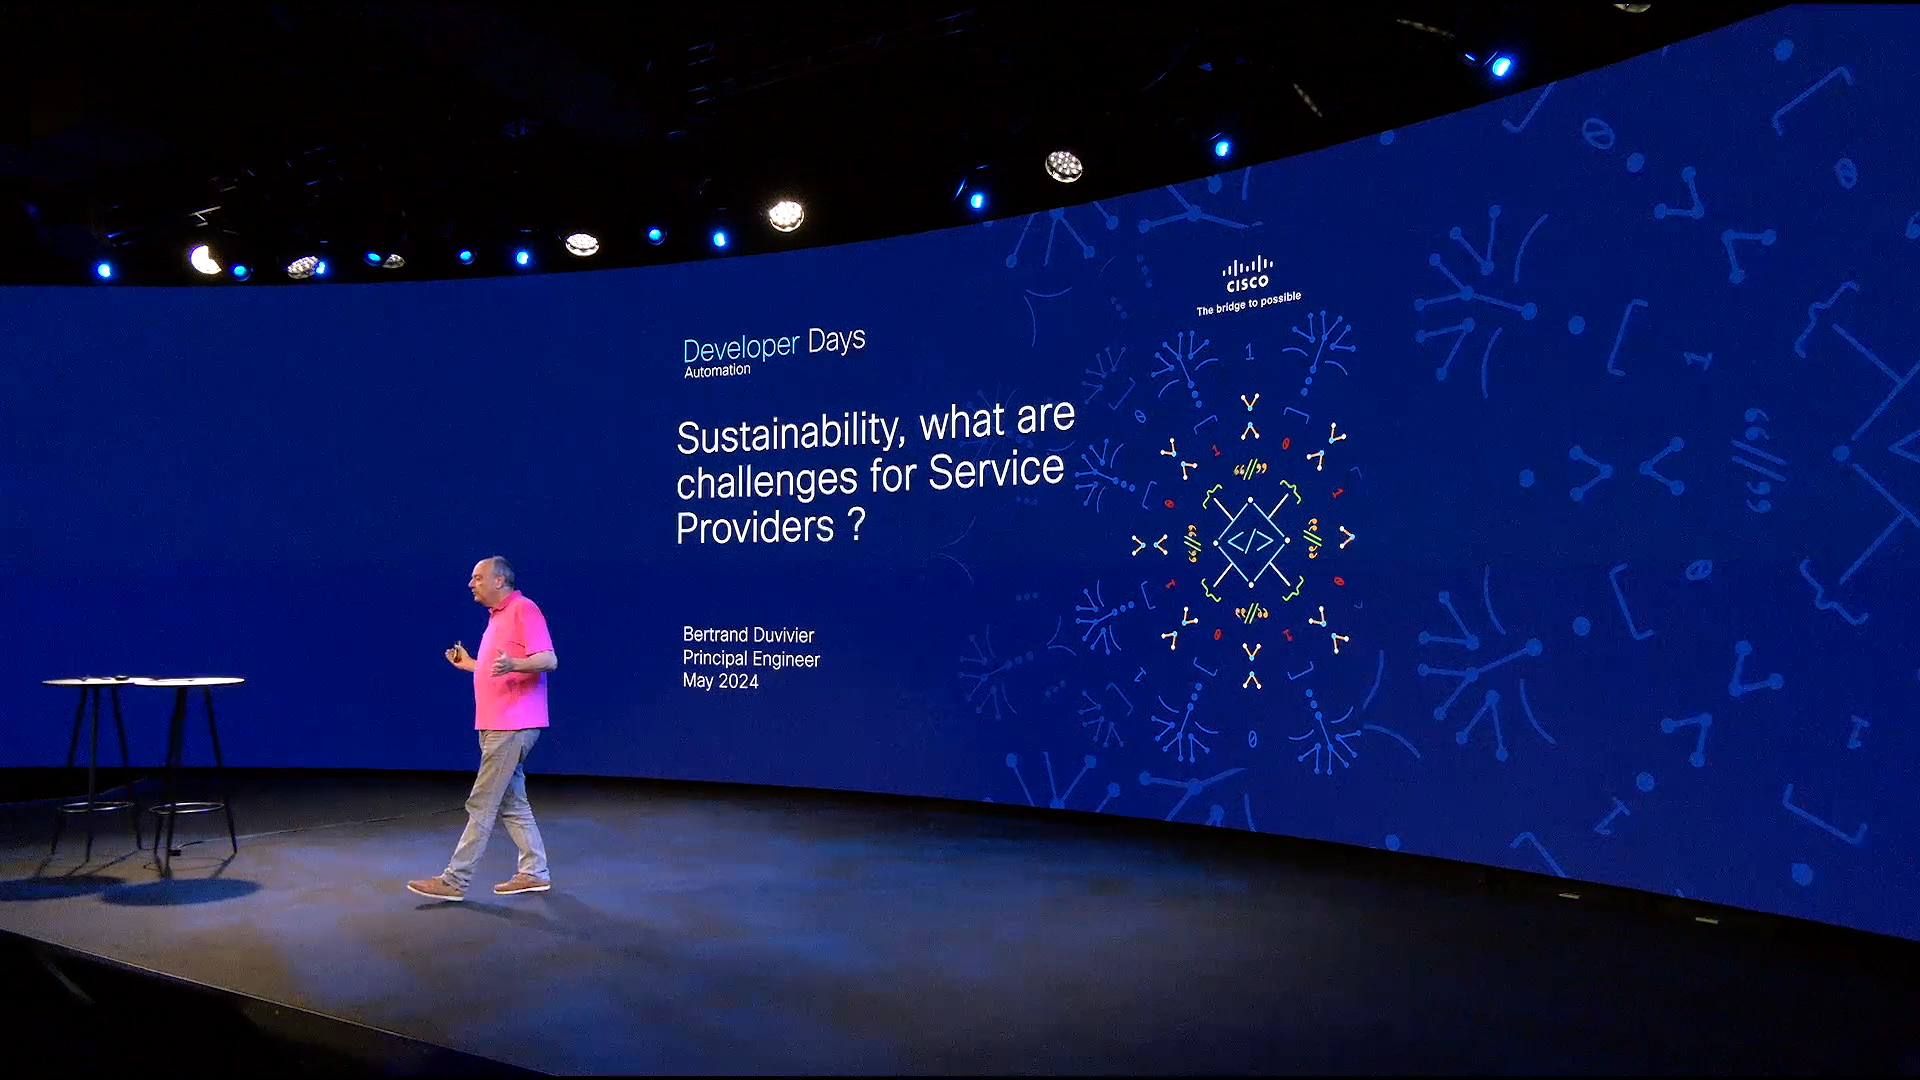 CISCO
The bridge to possible
Developer Days
Automation
Sustainability, what are
challenges for Service
Providers ?
</>
Bertrand Duvivier
Principal Engineer
May 2024